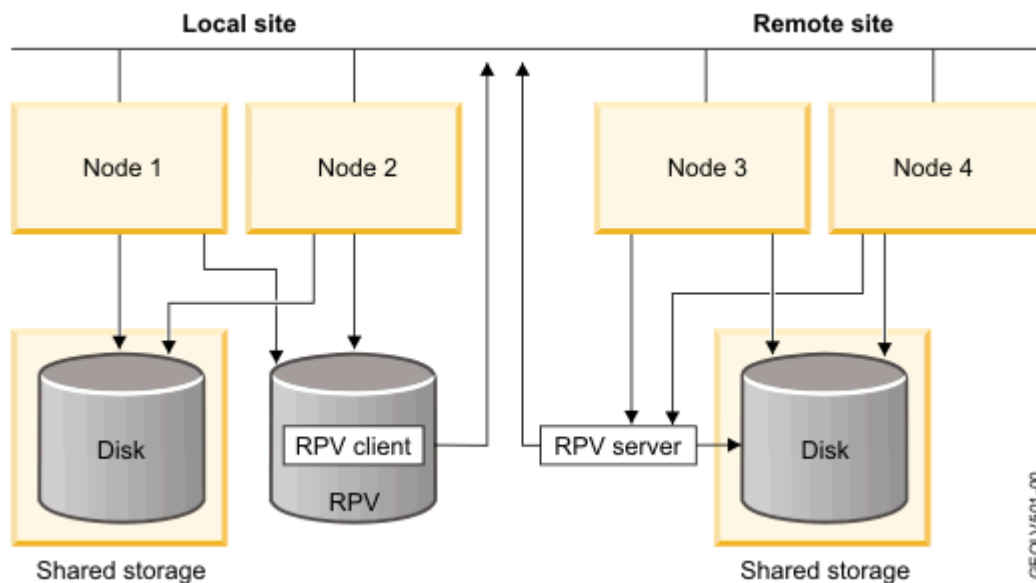 Local site
Remote site
Node 1
Node 2
Node 3
Node 4
Disk
RPV client
RPV
RPV server
Disk
Shared storage
Shared storage